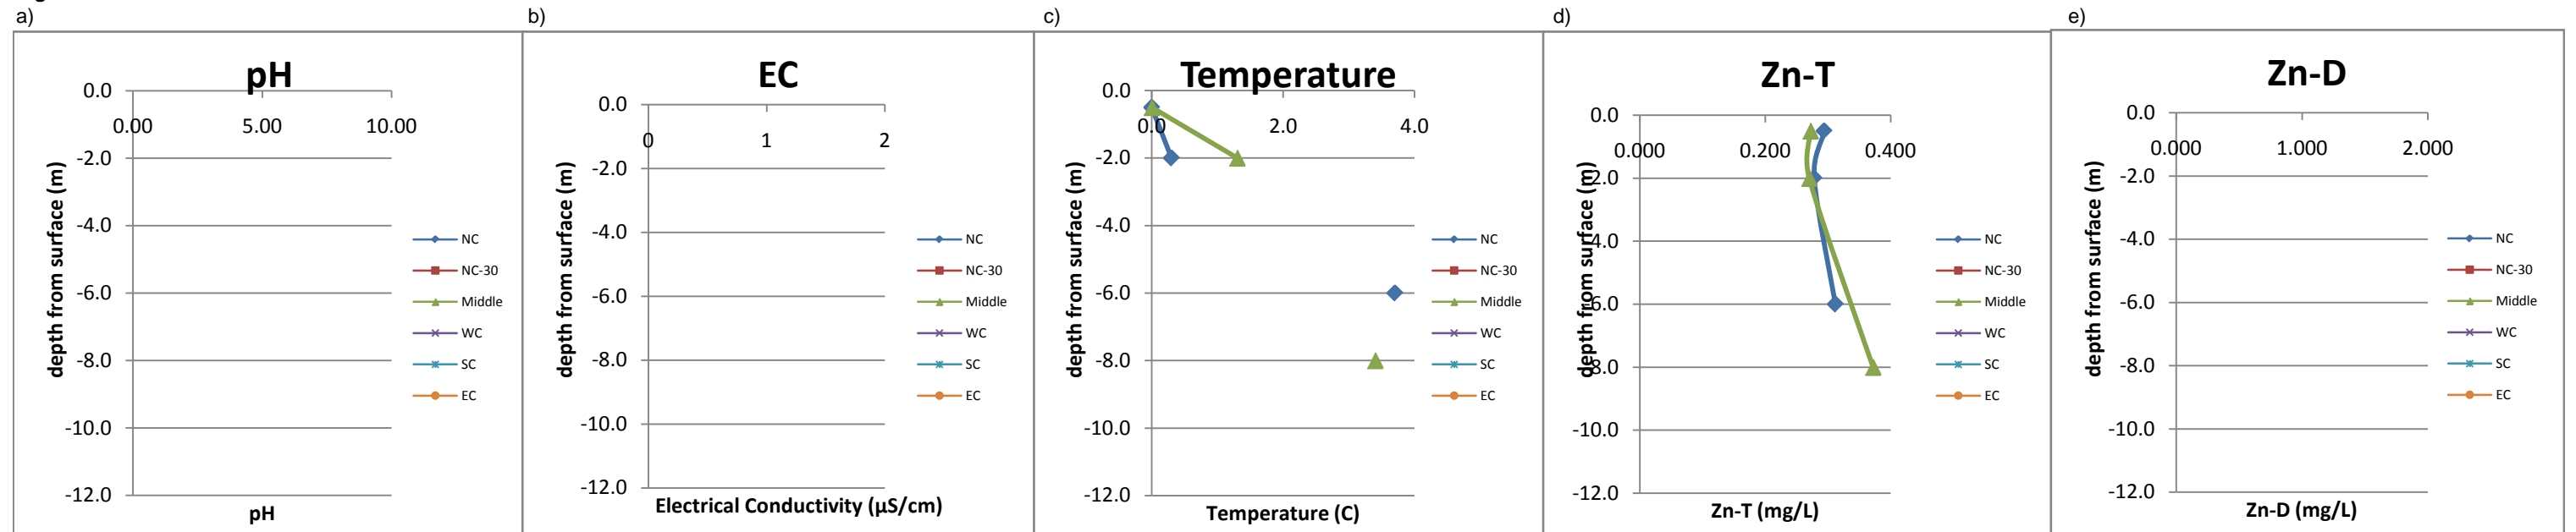 a)
b)
c)
d)
e)
pH
0.0
0.00 5.00 10.00
-2.0
-4.0
-6.0
-8.0
-10.0
-12.0
depth from surface (m)
pH
NC
NC-30
Middle
WC
SC
EC
EC
0.0
0 1 2
-2.0
-4.0
-6.0
-8.0
-10.0
-12.0
depth from surface (m)
Electrical Conductivity (µS/cm)
NC
NC-30
Middle
WC
SC
EC
Temperature
0.0
0.0 2.0 4.0
-2.0
-4.0
-6.0
-8.0
-10.0
-12.0
depth from surface (m)
Temperature (C)
NC
NC-30
Middle
WC
SC
EC
Zn-T
0.0
0.000 0.200 0.400
-2.0
-4.0
-6.0
-8.0
-10.0
-12.0
depth from surface (m)
Zn-T (mg/L)
NC
NC-30
Middle
WC
SC
EC
Zn-D
0.0
0.000 1.000 2.000
-2.0
-4.0
-6.0
-8.0
-10.0
-12.0
depth from surface (m)
Zn-D (mg/L)
NC
NC-30
Middle
WC
SC
EC